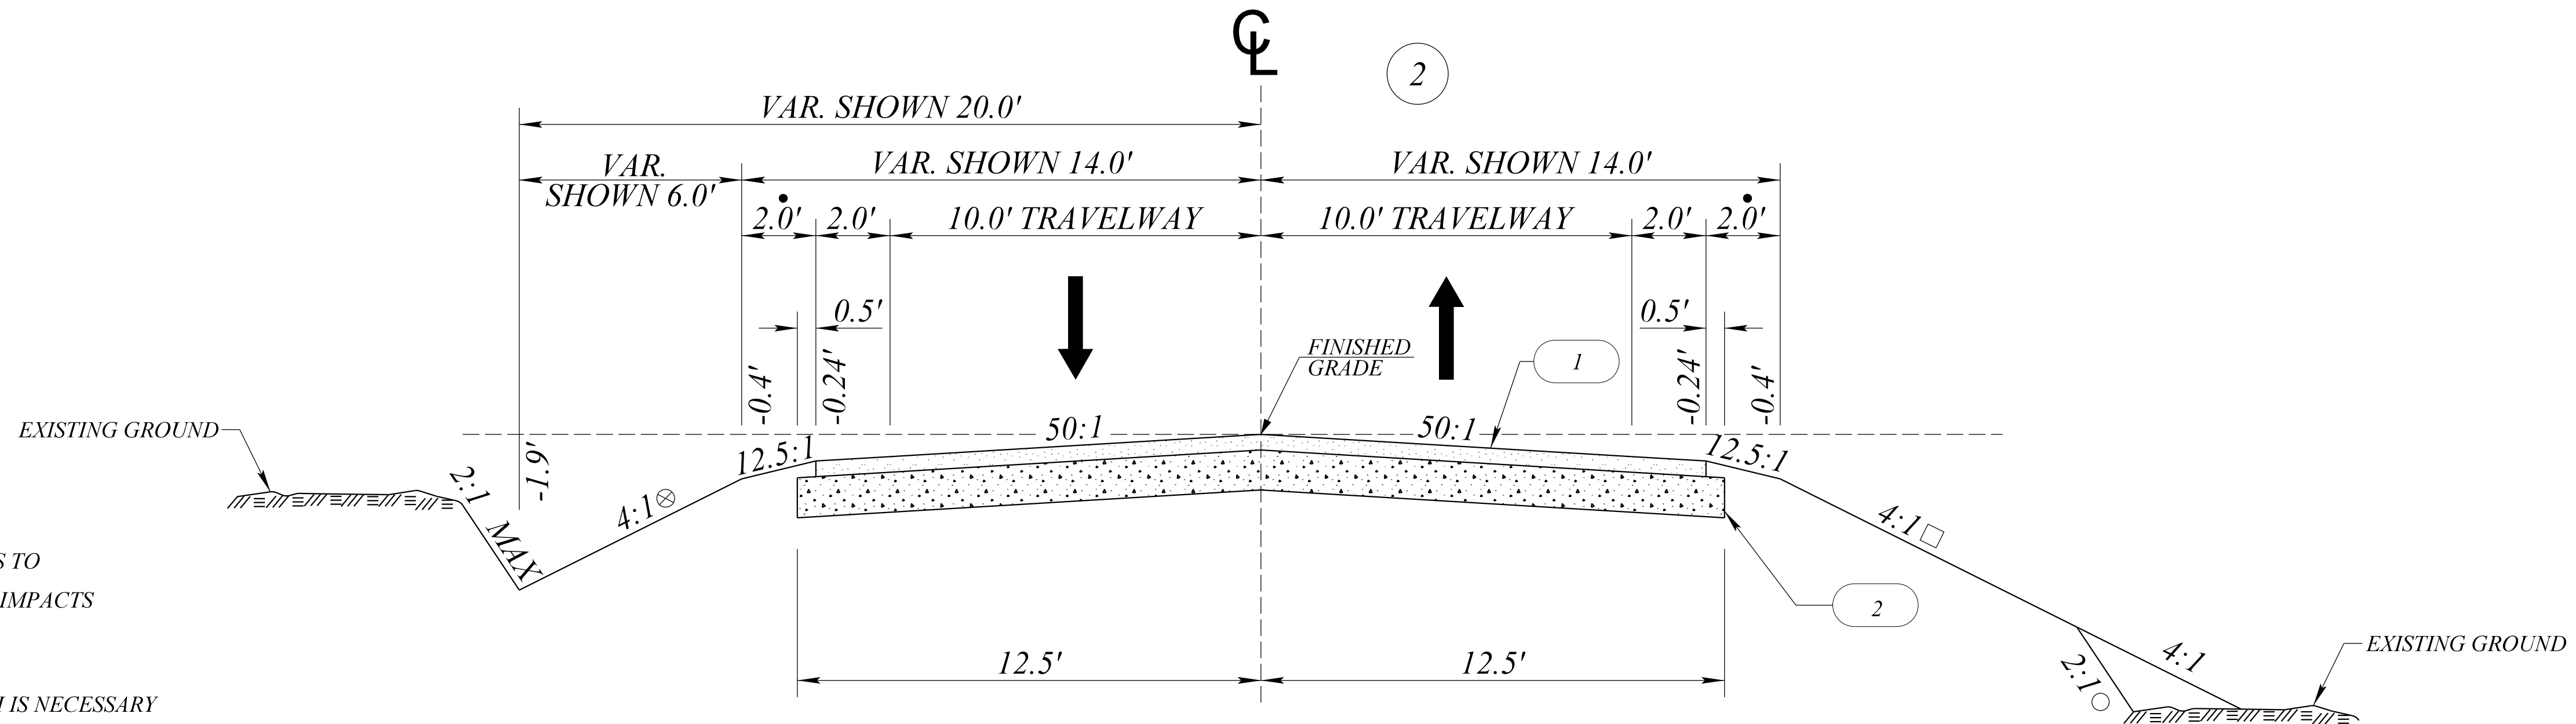 CL
2
VAR. SHOWN 20.0'
VAR.
SHOWN 6.0'
VAR. SHOWN 14.0'
VAR. SHOWN 14.0'
2.0'
2.0'
10.0' TRAVELWAY
10.0' TRAVELWAY
2.0'
2.0'
0.5'
0.5'
-0.4'
-0.24'
-0.24'
-0.4'
FINISHED
GRADE
1
EXISTING GROUND
-1.9'
50:1
50:1
12.5:1
12.5:1
2:1 MAX
4:1
4:1
S TO
IMPACTS
2
12.5'
12.5'
4:1
2:1
EXISTING GROUND
IS NECESSARY